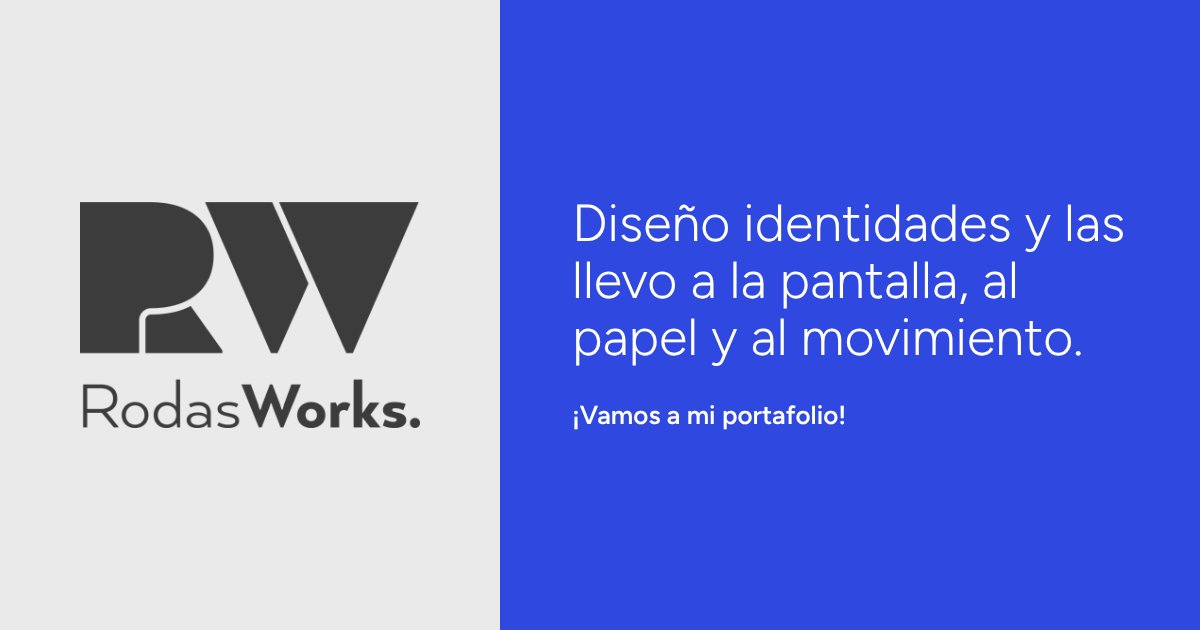 RW
RodasWorks.
Diseño identidades y las
llevo a la pantalla, al
papel y al movimiento.
¡Vamos a mi portafolio!